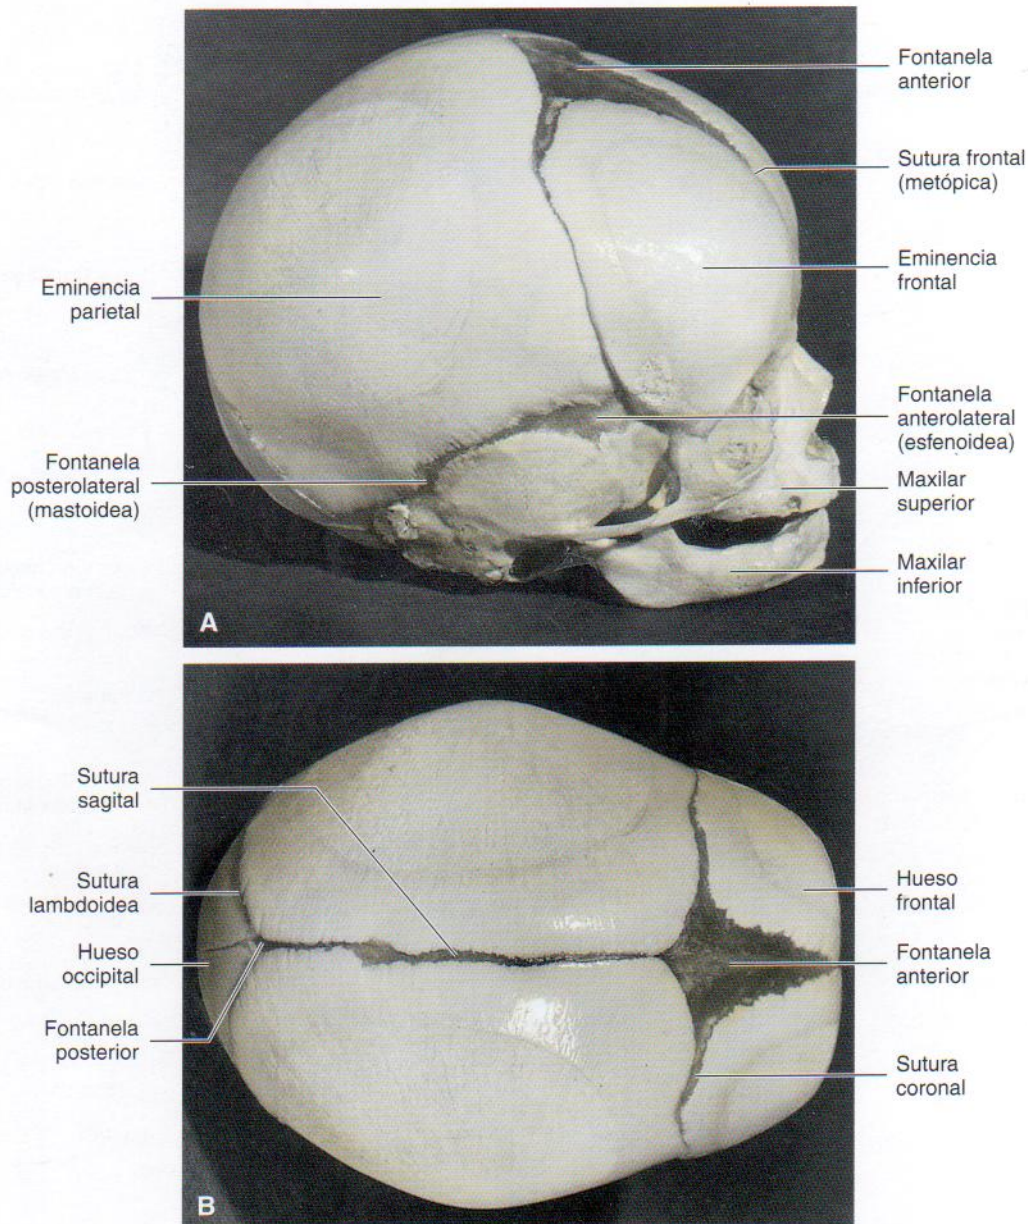 Fontanela
anterior
Sutura frontal
(metópica)
Eminencia
frontal
Eminencia
parietal
Fontanela
anterolateral
(esfenoidea)
Fontanela
posterolateral
(mastoidea)
Maxilar
superior
Maxilar
inferior
A
Sutura
sagital
Sutura
lambdoidea
Hueso
occipital
Fontanela
posterior
Hueso
frontal
Fontanela
anterior
Sutura
coronal
B